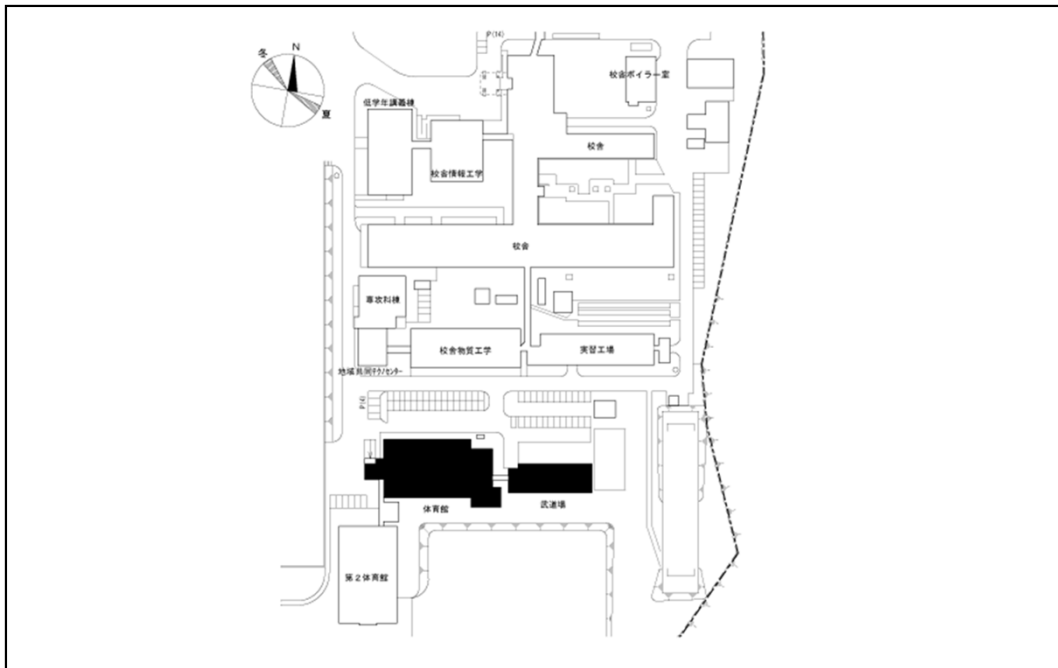 P(14)
冬
N
夏
校舎ボイラー室
低学年講義棟
校舎
校舎情報工学
校舎
専攻科棟
校舎物質工学
実習工場
地域共同テクノセンター
P(4)
体育館
武道場
第2体育館